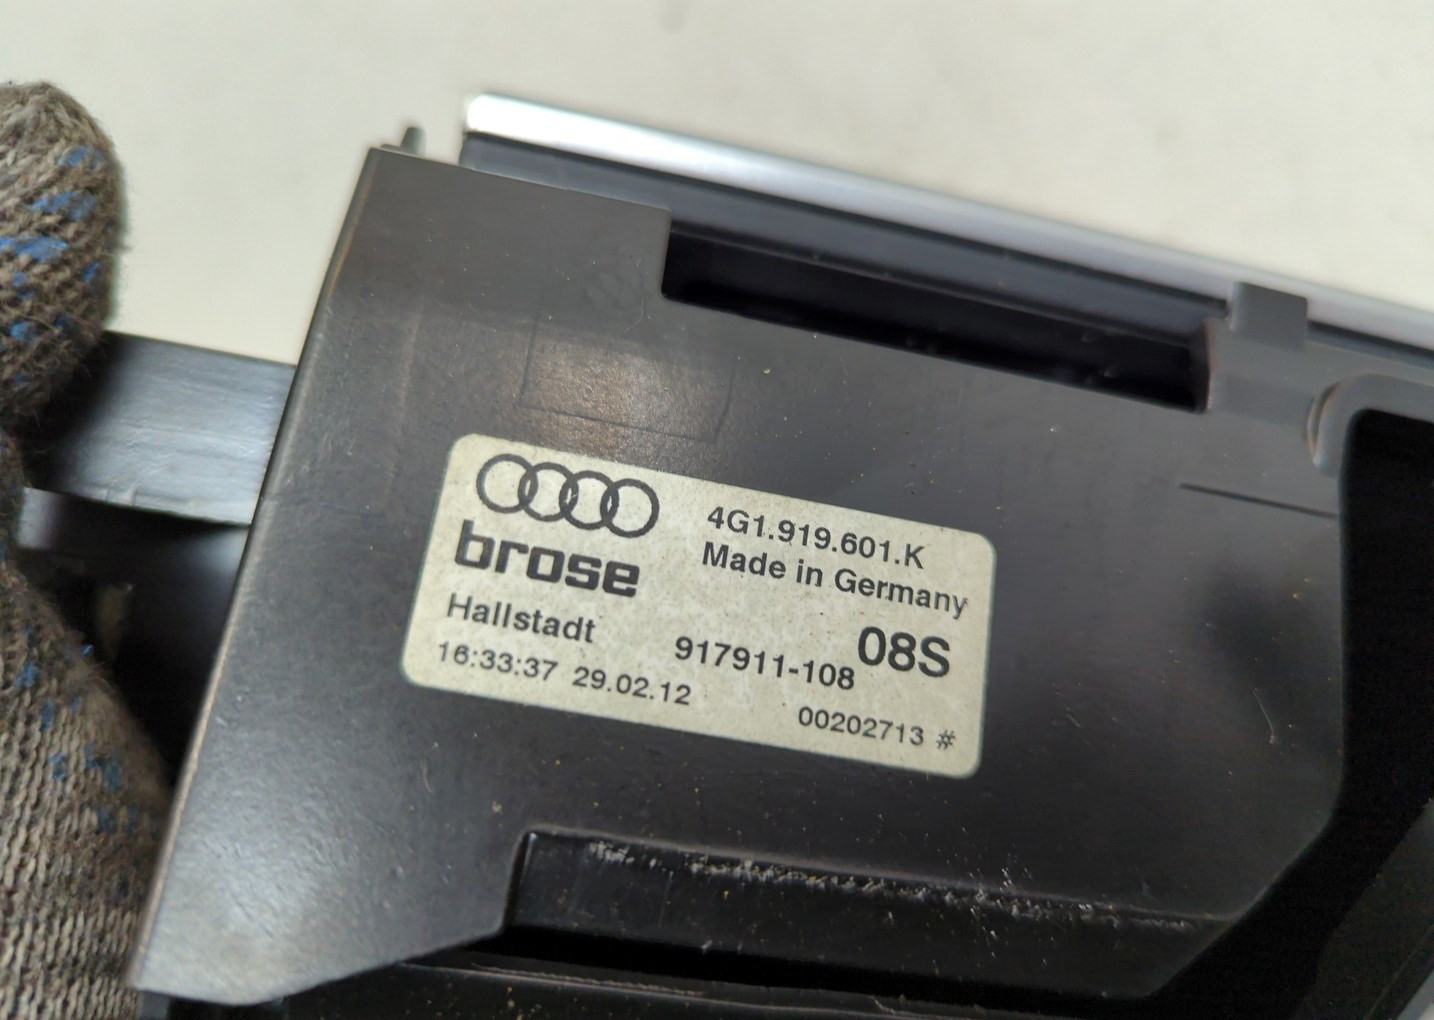 4G1.919.601.K
brose
Made in Germany
Hallstadt
917911-108 08S
16:33:37 29.02.12
00202713 #